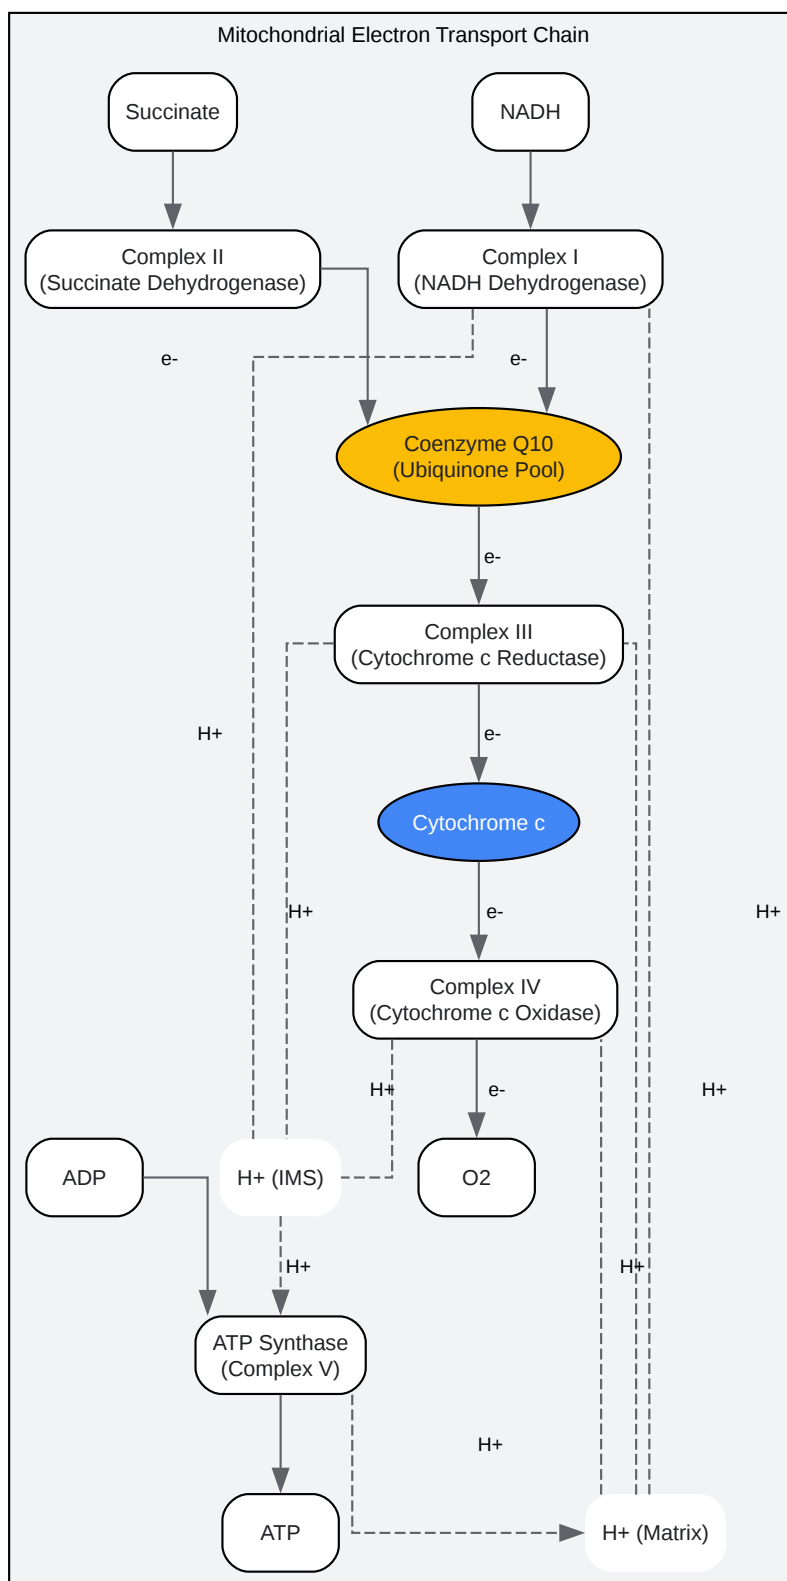 Mitochondrial Electron Transport Chain
Succinate
NADH
Complex II
(Succinate Dehydrogenase)
Complex I
(NADH Dehydrogenase)
e-
e-
Coenzyme Q10
(Ubiquinone Pool)
e-
Complex III
(Cytochrome c Reductase)
H+
e-
Cytochrome c
H+
e-
H+
Complex IV
(Cytochrome c Oxidase)
H+
e-
H+
ADP
H+ (IMS)
O2
H+
H+
ATP Synthase
(Complex V)
H+
ATP
H+ (Matrix)